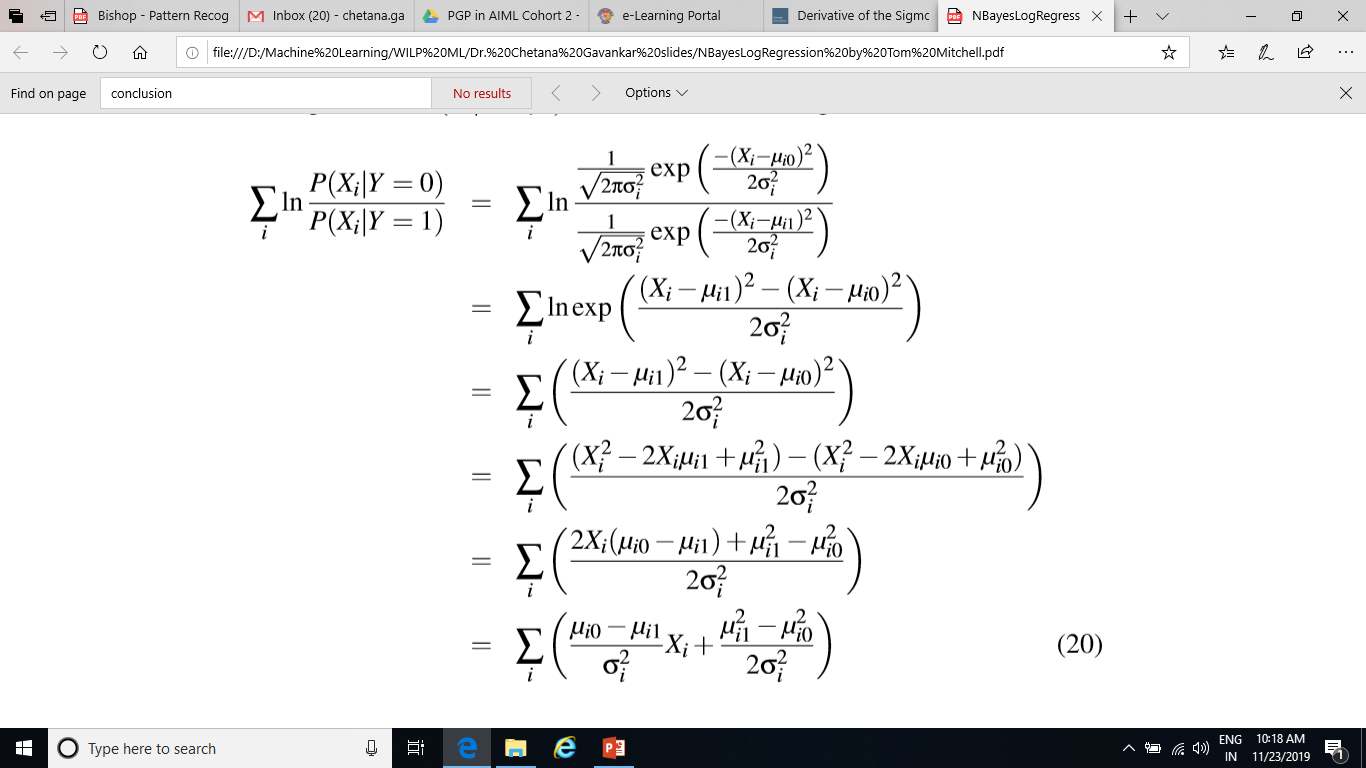 Bishop - Pattern Recog
Inbox (20) - chetana.ga
PGP in AIML Cohort 2 -
e-Learning Portal
Derivative of the Sigmo
NBayesLogRegress
file:///D:/Machine%20Learning/WILP%20ML/Dr.%20Chetana%20Gavankar%20slides/NBayesLogRegression%20by%20Tom%20Mitchell.pdf
Find on page conclusion No results Options
∑_i ln P(X_i|Y = 0) / P(X_i|Y = 1) = ∑_i ln (1/√(2πσ_i^2) exp(−(X_i−μ_i0)^2 / 2σ_i^2)) / (1/√(2πσ_i^2) exp(−(X_i−μ_i1)^2 / 2σ_i^2))
= ∑_i ln exp(((X_i − μ_i1)^2 − (X_i − μ_i0)^2) / 2σ_i^2)
= ∑_i (((X_i − μ_i1)^2 − (X_i − μ_i0)^2) / 2σ_i^2)
= ∑_i (((X_i^2 − 2X_iμ_i1 + μ_i1^2) − (X_i^2 − 2X_iμ_i0 + μ_i0^2)) / 2σ_i^2)
= ∑_i ((2X_i(μ_i0 − μ_i1) + μ_i1^2 − μ_i0^2) / 2σ_i^2)
= ∑_i ((μ_i0 − μ_i1)/σ_i^2 X_i + (μ_i1^2 − μ_i0^2)/2σ_i^2) (20)
Type here to search
ENG
IN
10:18 AM
11/23/2019
1